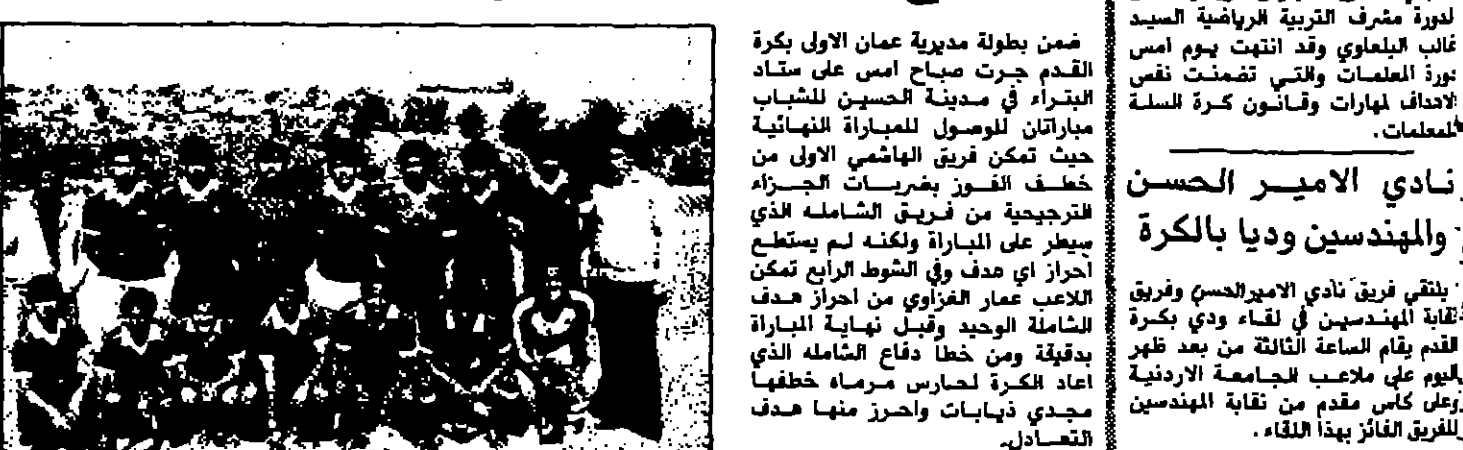 لدورة مشرف التربية الرياضية السيد
غالب البلعاوي وقد انتهت يوم امس
دورة المعلمات والتي تضمنت نفس
الاهداف لمهارات وقانون كرة السلة
للمعلمات .
نادي الامير الحسن
والمهندسين وديا بالكرة
يلتقي فريق نادي الامير الحسن وفريق
نقابة المهندسين في لقاء ودي بكرة
القدم يقام الساعة الثالثة من بعد ظهر
اليوم على ملاعب الجامعة الاردنية
وعلى كاس مقدم من نقابة المهندسين
للفريق الفائز بهذا اللقاء .
ضمن بطولة مديرية عمان الاولى بكرة
القدم جرت صباح امس على ستاد
البتراء في مدينة الحسين للشباب
مباراتان للوصول للمباراة النهائية
حيث تمكن فريق الهاشمي الاولى من
خطف الفوز بضربات الجزاء
الترجيحية من فريق الشامله الذي
سيطر على المباراة ولكنه لم يستطع
احراز اي هدف وفي الشوط الرابع تمكن
اللاعب عمار الغزاوي من احراز هدف
الشاملة الوحيد وقبل نهاية المباراة
بدقيقة ومن خطأ دفاع الشامله الذي
اعاد الكرة لحارس مرماه خطفها
مجدي ذيابات واحرز منها هدف
التعادل.